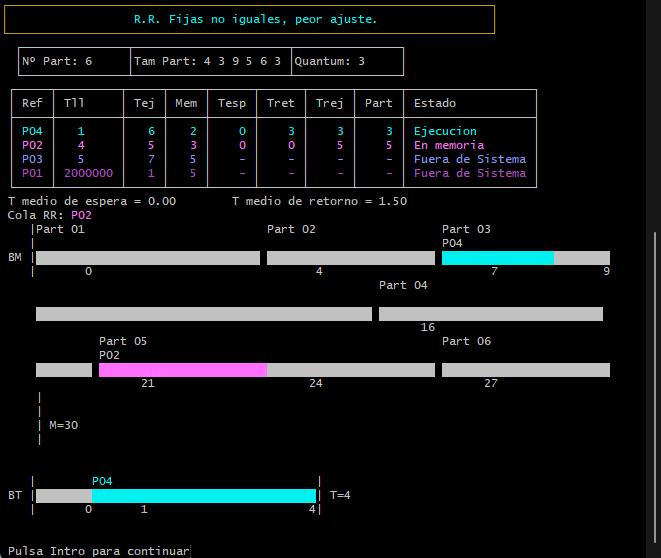 R.R. Fijas no iguales, peor ajuste.
Nº Part: 6 Tam Part: 4 3 9 5 6 3 Quantum: 3
Ref Tll Tej Mem Tesp Tret Trej Part Estado
P04 1 6 2 0 3 3 3 Ejecucion
P02 4 5 3 0 0 5 5 En memoria
P03 5 7 5 - - - - Fuera de Sistema
P01 2000000 1 5 - - - - Fuera de Sistema
T medio de espera = 0.00 T medio de retorno = 1.50
Cola RR: P02
|Part 01 Part 02 Part 03
| P04
BM |
| 0 4 7 9
Part 04
16
Part 05 Part 06
P02
21 24 27
|
|
| M=30
|
| P04 |
BT | | T=4
| 0 1 4|
Pulsa Intro para continuar